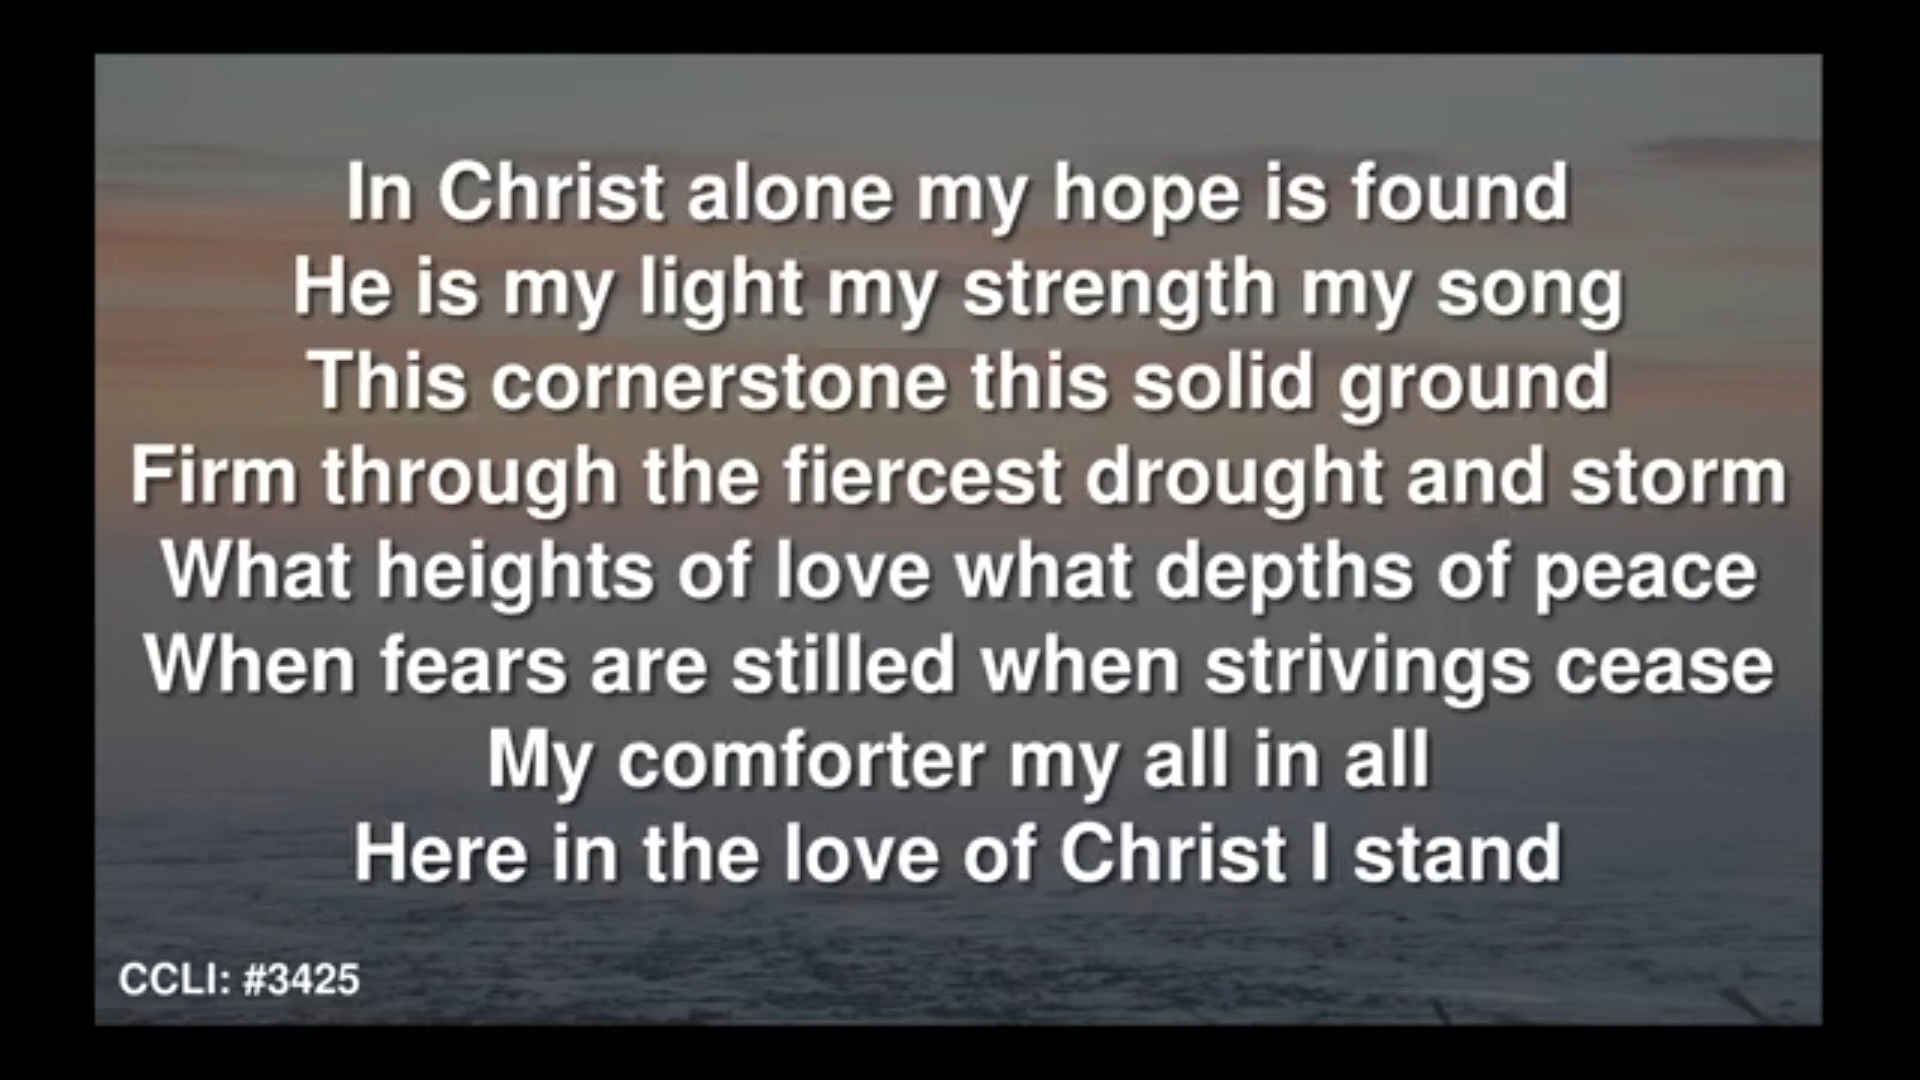 In Christ alone my hope is found
He is my light my strength my song
This cornerstone this solid ground
Firm through the fiercest drought and storm
What heights of love what depths of peace
When fears are stilled when strivings cease
My comforter my all in all
Here in the love of Christ I stand
CCLI: #3425